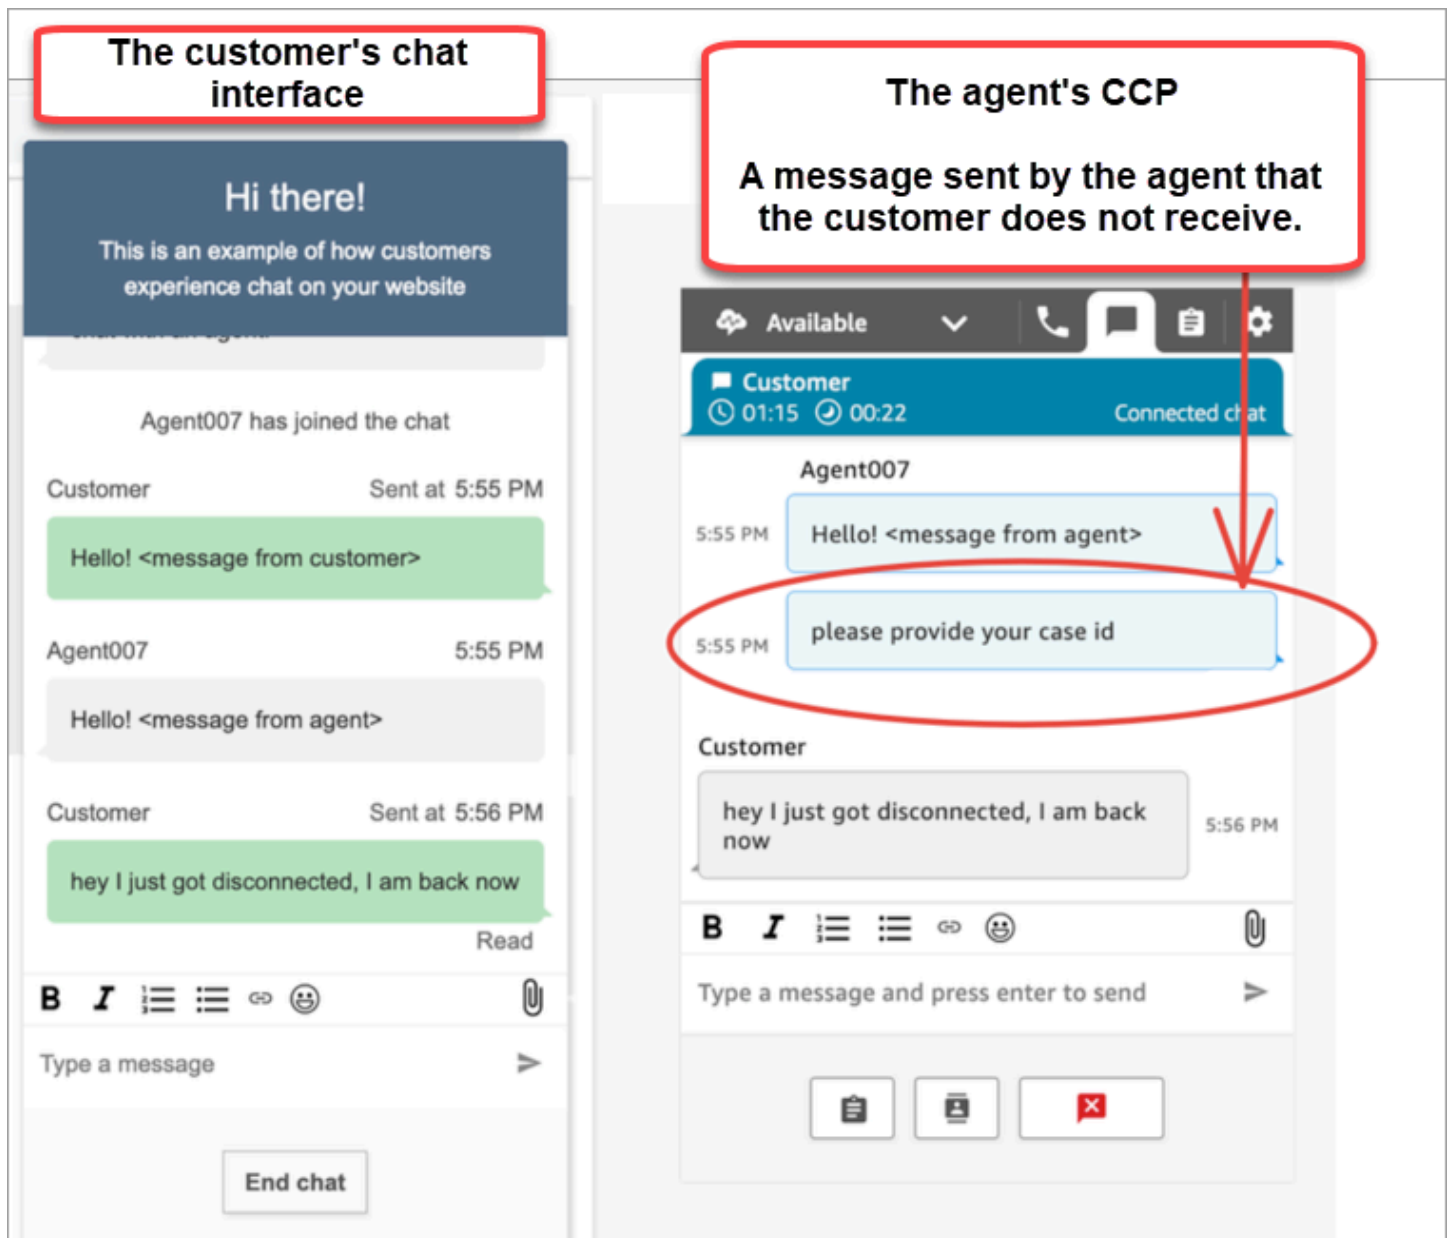 The customer's chat
interface
Hi there!
This is an example of how customers
experience chat on your website
Agent007 has joined the chat
Customer Sent at 5:55 PM
Hello! <message from customer>
Agent007 5:55 PM
Hello! <message from agent>
Customer Sent at 5:56 PM
hey I just got disconnected, I am back now
Read
B I
Type a message
End chat
The agent's CCP
A message sent by the agent that
the customer does not receive.
Available
Customer
01:15 00:22 Connected chat
Agent007
5:55 PM Hello! <message from agent>
5:55 PM please provide your case id
Customer
hey I just got disconnected, I am back
now
5:56 PM
B I
Type a message and press enter to send